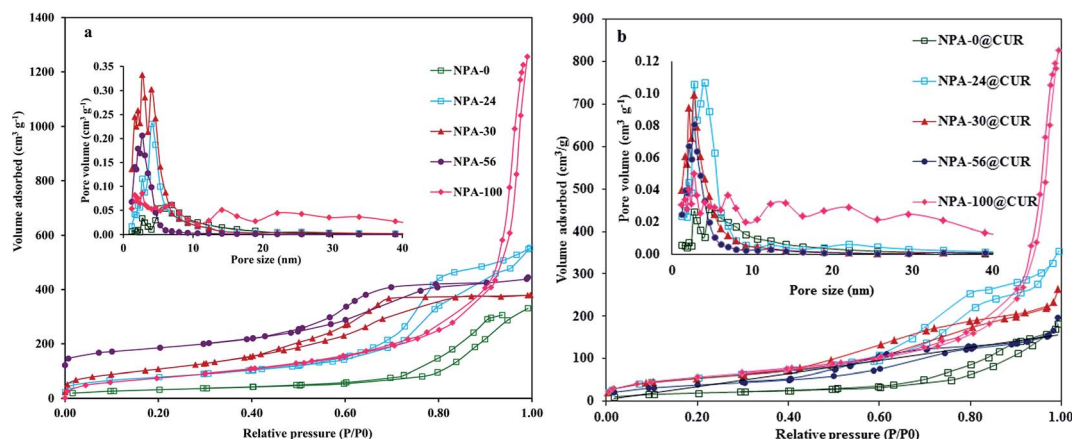 a
1400
1200
1000
800
600
400
200
0
Volume adsorbed (cm³ g⁻¹)
0.00 0.20 0.40 0.60 0.80 1.00
Relative pressure (P/P0)
0.35
0.30
0.25
0.20
0.15
0.10
0.05
0.00
Pore volume (cm³ g⁻¹)
0 10 20 30 40
Pore size (nm)
NPA-0
NPA-24
NPA-30
NPA-56
NPA-100
b
900
800
700
600
500
400
300
200
100
0
Volume adsorbed (cm³/g)
0.00 0.20 0.40 0.60 0.80 1.00
Relative pressure (P/P0)
0.12
0.10
0.08
0.06
0.04
0.02
0.00
Pore volume (cm³ g⁻¹)
0 10 20 30 40
Pore size (nm)
NPA-0@CUR
NPA-24@CUR
NPA-30@CUR
NPA-56@CUR
NPA-100@CUR